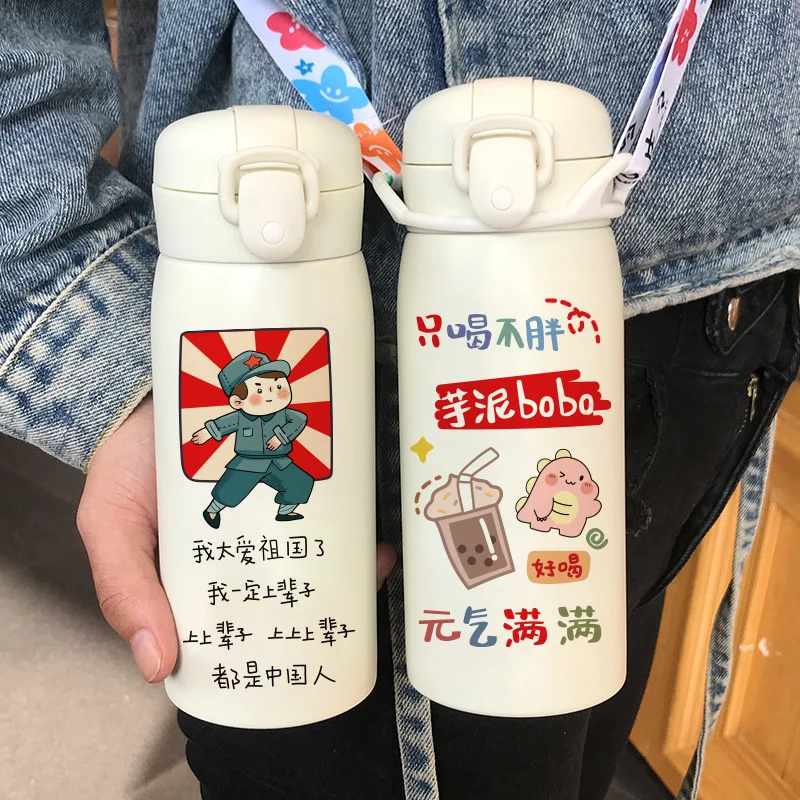 我太爱祖国了
我一定上辈子
上上辈子 上上上辈子
都是中国人
只喝不胖
芋泥bobo
好喝
元气满满